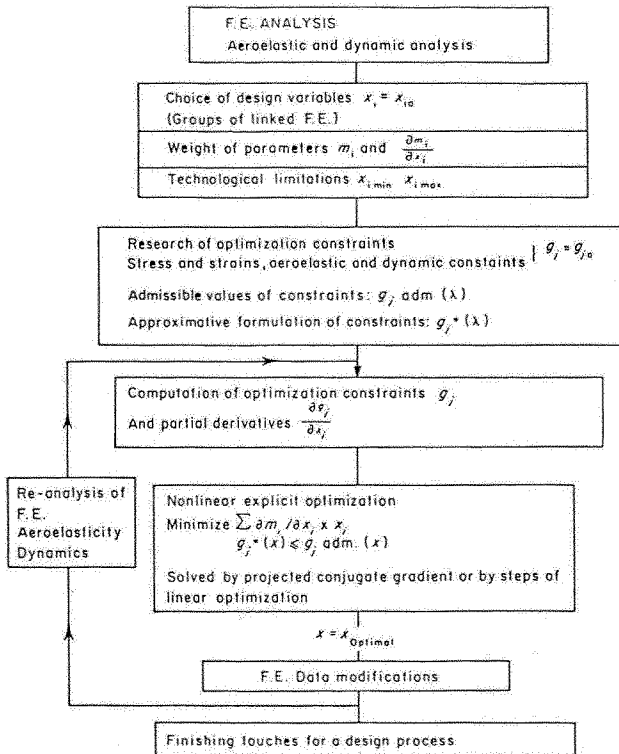 F.E. ANALYSIS
Aeroelastic and dynamic analysis
Choice of design variables x_i = x_io
(Groups of linked F.E.)
Weight of parameters m_i and ∂m_i/∂x_i
Technological limitations x_i min x_i max
Research of optimization constraints
Stress and strains, aeroelastic and dynamic constaints } g_j = g_jo
Admissible values of constraints: g_j adm (λ)
Approximative formulation of constraints: g_j* (λ)
Computation of optimization constraints g_j
And partial derivatives ∂g_j/∂x_i
Re-analysis of
F.E.
Aeroelasticity
Dynamics
Nonlinear explicit optimization
Minimize ∑ ∂m_i/∂x_i x x_i
g_j* (x) ⩽ g_j adm. (x)
Solved by projected conjugate gradient or by steps of
linear optimization
x = x_Optimal
F.E. Data modifications
Finishing touches for a design process